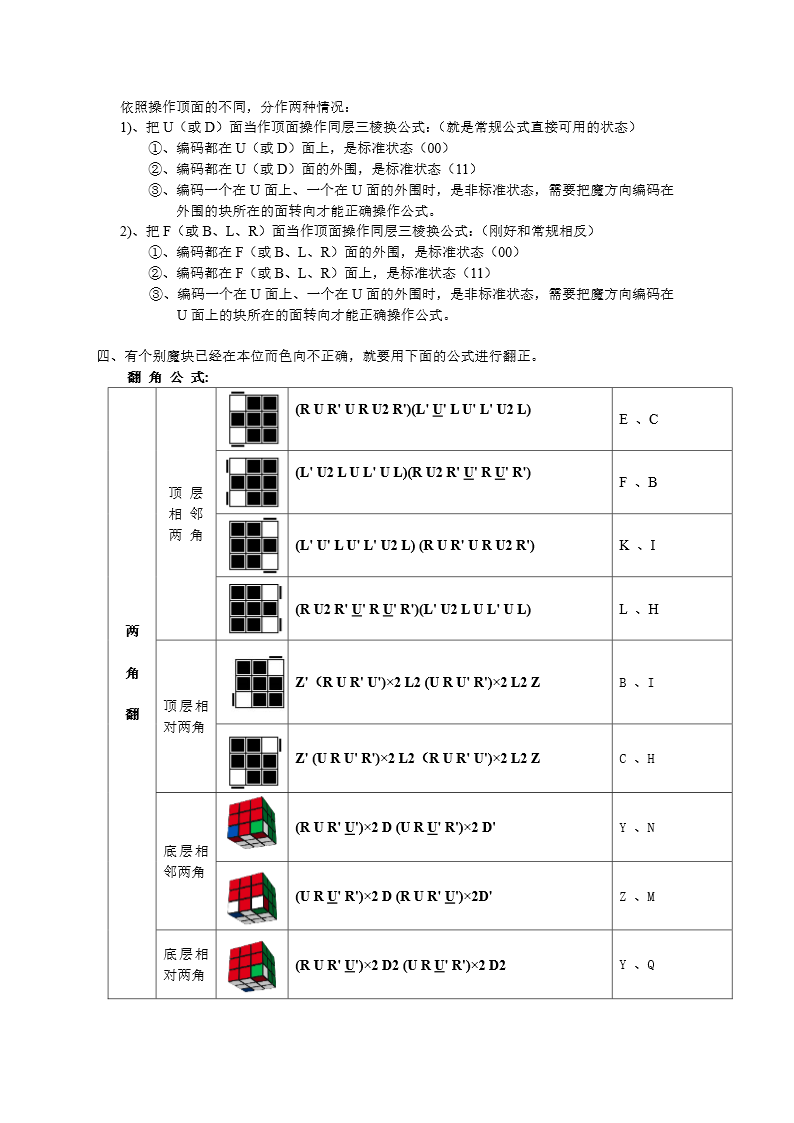 依照操作顶面的不同，分作两种情况：
1)、把 U（或 D）面当作顶面操作同层三棱换公式：（就是常规公式直接可用的状态）
①、编码都在 U（或 D）面上，是标准状态（00）
②、编码都在 U（或 D）面的外围，是标准状态（11）
③、编码一个在 U 面上、一个在 U 面的外围时，是非标准状态，需要把魔方向编码在
外围的块所在的面转向才能正确操作公式。
2)、把 F（或 B、L、R）面当作顶面操作同层三棱换公式：（刚好和常规相反）
①、编码都在 F（或 B、L、R）面的外围，是标准状态（00）
②、编码都在 F（或 B、L、R）面上，是标准状态（11）
③、编码一个在 U 面上、一个在 U 面的外围时，是非标准状态，需要把魔方向编码在
U 面上的块所在的面转向才能正确操作公式。
四、有个别魔块已经在本位而色向不正确，就要用下面的公式进行翻正。
翻 角 公 式:
两
角
翻
顶 层
相 邻
两 角
(R U R' U R U2 R')(L' U' L U' L' U2 L)
E 、C
(L' U2 L U L' U L)(R U2 R' U' R U' R')
F 、B
(L' U' L U' L' U2 L) (R U R' U R U2 R')
K 、I
(R U2 R' U' R U' R')(L' U2 L U L' U L)
L 、H
顶层相
对两角
Z'（R U R' U')×2 L2 (U R U' R')×2 L2 Z
B 、I
Z' (U R U' R')×2 L2（R U R' U')×2 L2 Z
C 、H
底层相
邻两角
(R U R' U')×2 D (U R U' R')×2 D'
Y 、N
(U R U' R')×2 D (R U R' U')×2D'
Z 、M
底层相
对两角
(R U R' U')×2 D2 (U R U' R')×2 D2
Y 、Q